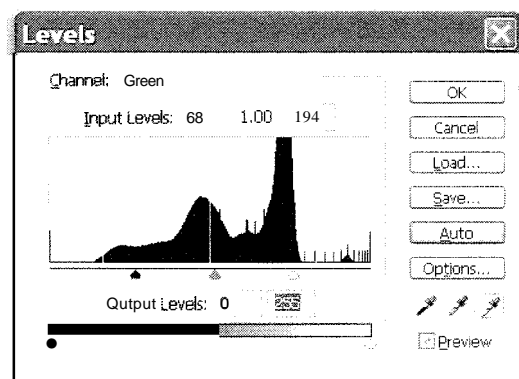 Levels
Channel: Green
OK
Input Levels: 68 1.00 194
Cancel
Load...
Save...
Auto
Options...
Output Levels: 0
Preview